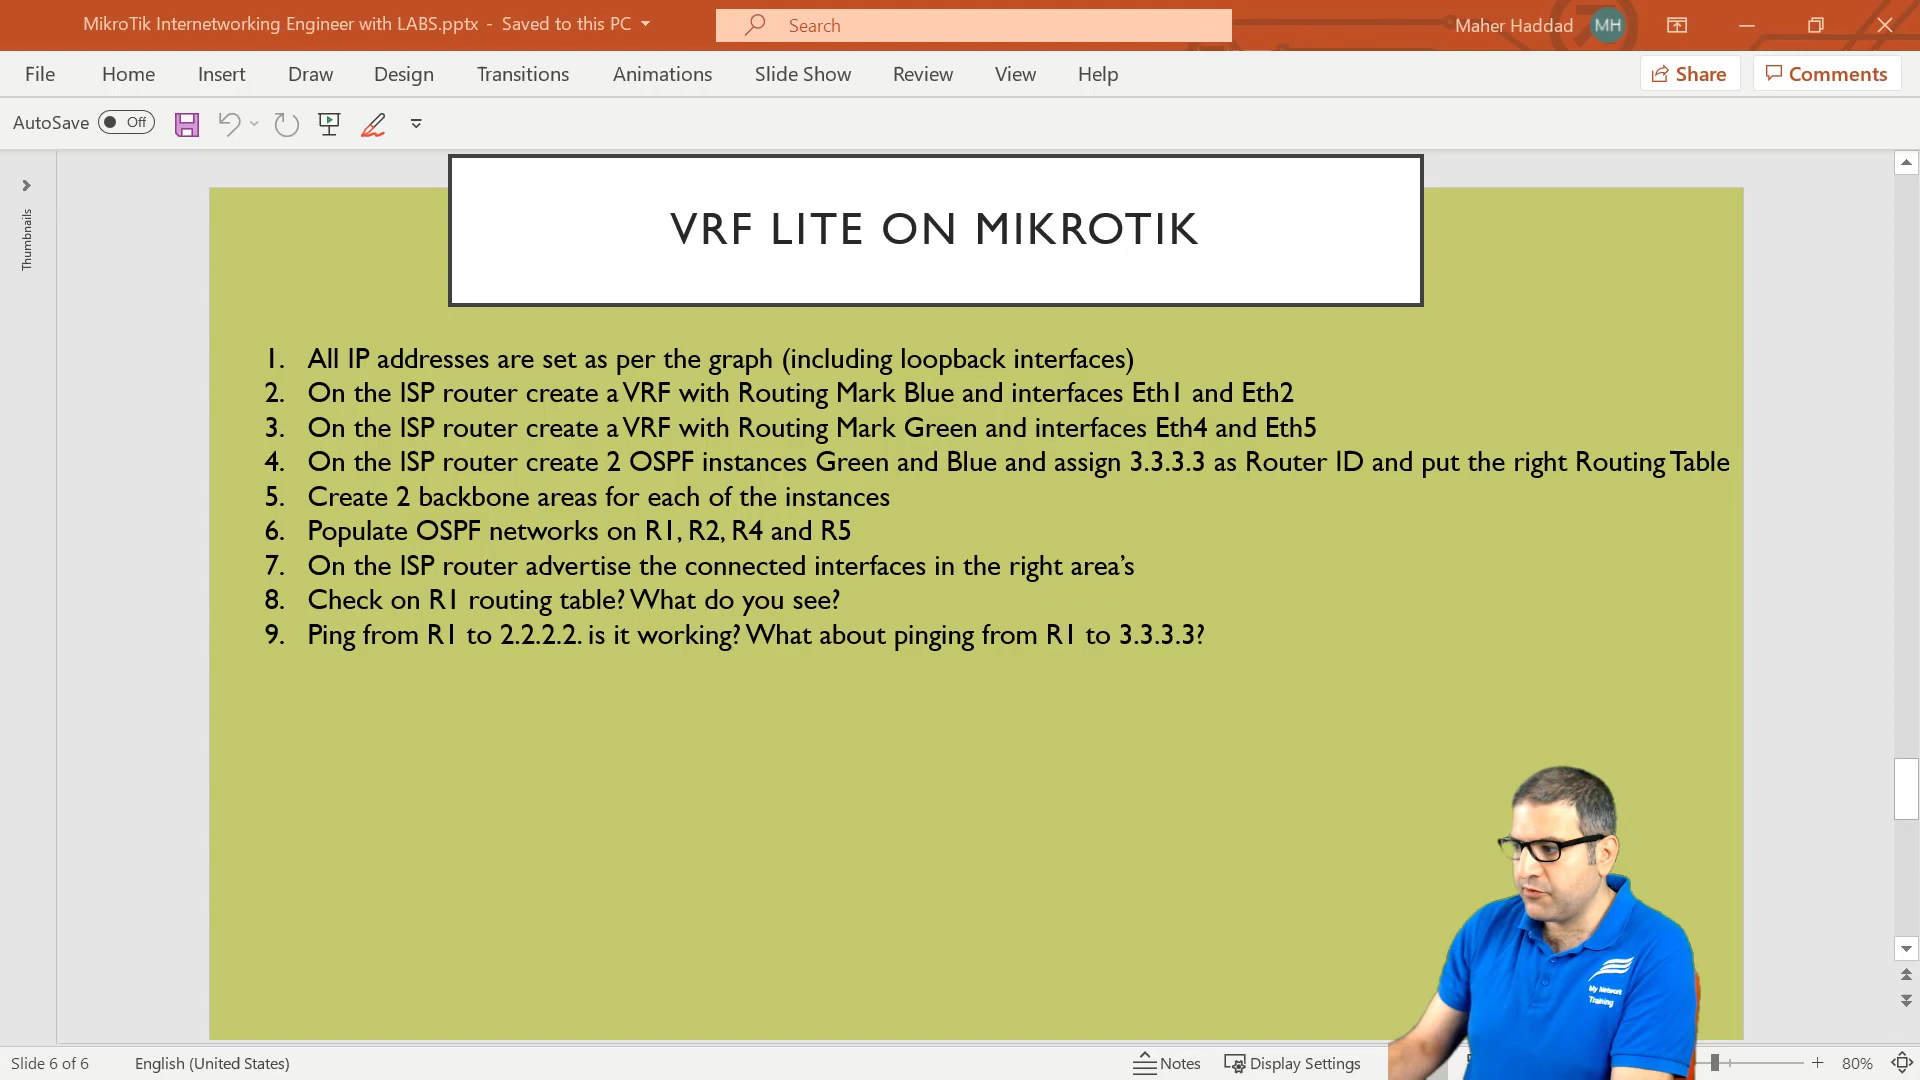 MikroTik Internetworking Engineer with LABS.pptx - Saved to this PC
Search
Maher Haddad
MH
File Home Insert Draw Design Transitions Animations Slide Show Review View Help
Share
Comments
AutoSave Off
Thumbnails
VRF LITE ON MIKROTIK
1. All IP addresses are set as per the graph (including loopback interfaces)
2. On the ISP router create a VRF with Routing Mark Blue and interfaces Eth1 and Eth2
3. On the ISP router create a VRF with Routing Mark Green and interfaces Eth4 and Eth5
4. On the ISP router create 2 OSPF instances Green and Blue and assign 3.3.3.3 as Router ID and put the right Routing Table
5. Create 2 backbone areas for each of the instances
6. Populate OSPF networks on R1, R2, R4 and R5
7. On the ISP router advertise the connected interfaces in the right area's
8. Check on R1 routing table? What do you see?
9. Ping from R1 to 2.2.2.2. is it working? What about pinging from R1 to 3.3.3.3?
My Network
Training
Slide 6 of 6
English (United States)
Notes
Display Settings
80%